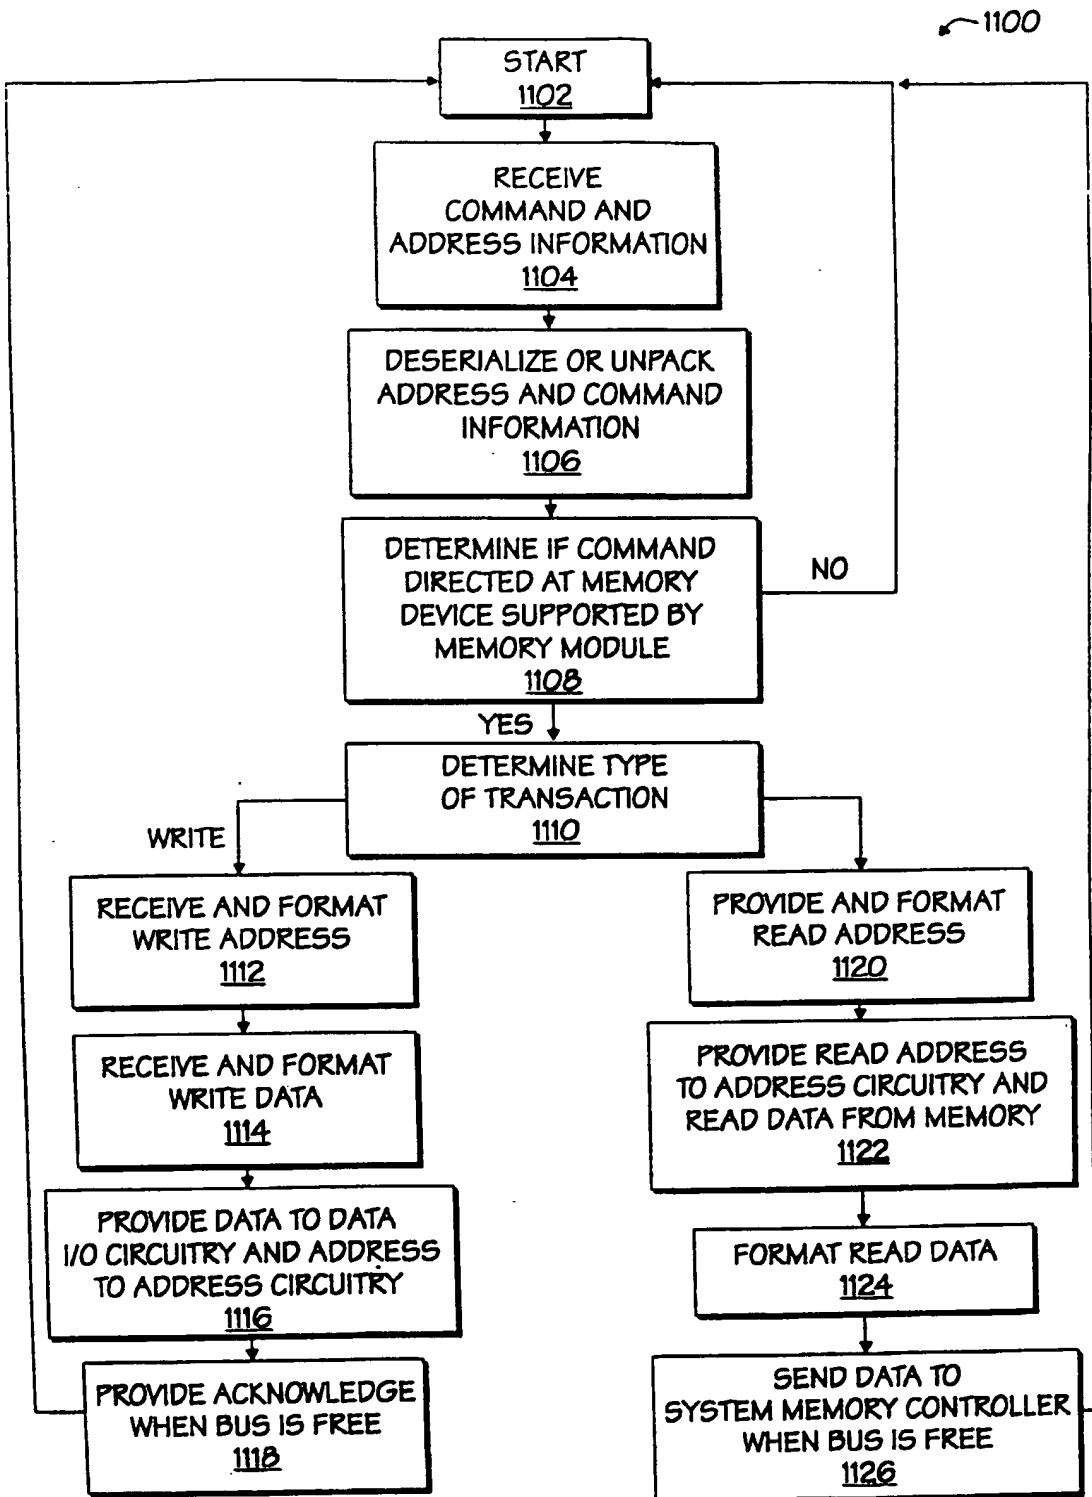 1100
START
1102
RECEIVE
COMMAND AND
ADDRESS INFORMATION
1104
DESERIALIZE OR UNPACK
ADDRESS AND COMMAND
INFORMATION
1106
DETERMINE IF COMMAND
DIRECTED AT MEMORY
DEVICE SUPPORTED BY
MEMORY MODULE
1108
NO
YES
DETERMINE TYPE
OF TRANSACTION
1110
WRITE
RECEIVE AND FORMAT
WRITE ADDRESS
1112
RECEIVE AND FORMAT
WRITE DATA
1114
PROVIDE DATA TO DATA
I/O CIRCUITRY AND ADDRESS
TO ADDRESS CIRCUITRY
1116
PROVIDE ACKNOWLEDGE
WHEN BUS IS FREE
1118
PROVIDE AND FORMAT
READ ADDRESS
1120
PROVIDE READ ADDRESS
TO ADDRESS CIRCUITRY AND
READ DATA FROM MEMORY
1122
FORMAT READ DATA
1124
SEND DATA TO
SYSTEM MEMORY CONTROLLER
WHEN BUS IS FREE
1126